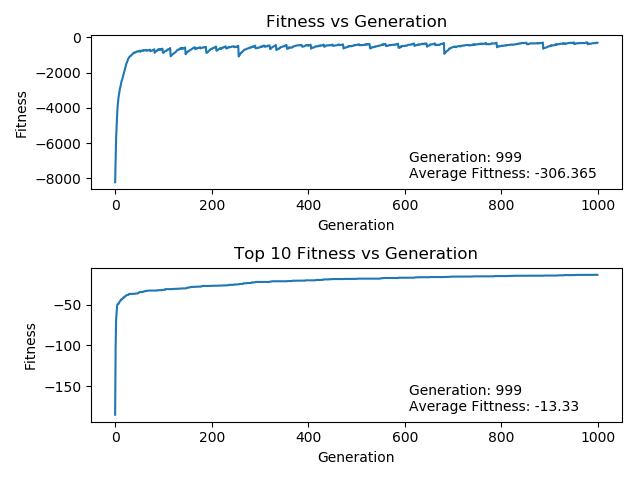 Fitness vs Generation
0
−2000
−4000
−6000
−8000
Fitness
Generation: 999
Average Fittness: -306.365
0 200 400 600 800 1000
Generation
Top 10 Fitness vs Generation
−50
−100
−150
Fitness
Generation: 999
Average Fittness: -13.33
0 200 400 600 800 1000
Generation